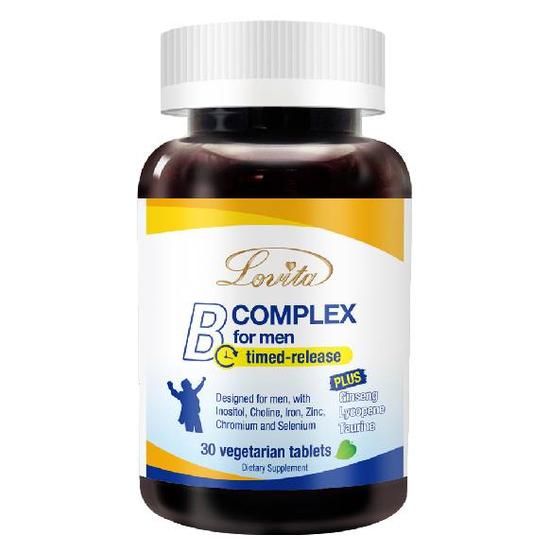 Lovita
B COMPLEX
for men
timed-release
PLUS
Ginseng
Lycopene
Taurine
Designed for men, with
Inositol, Choline, Iron, Zinc,
Chromium and Selenium
30 vegetarian tablets
Dietary Supplement